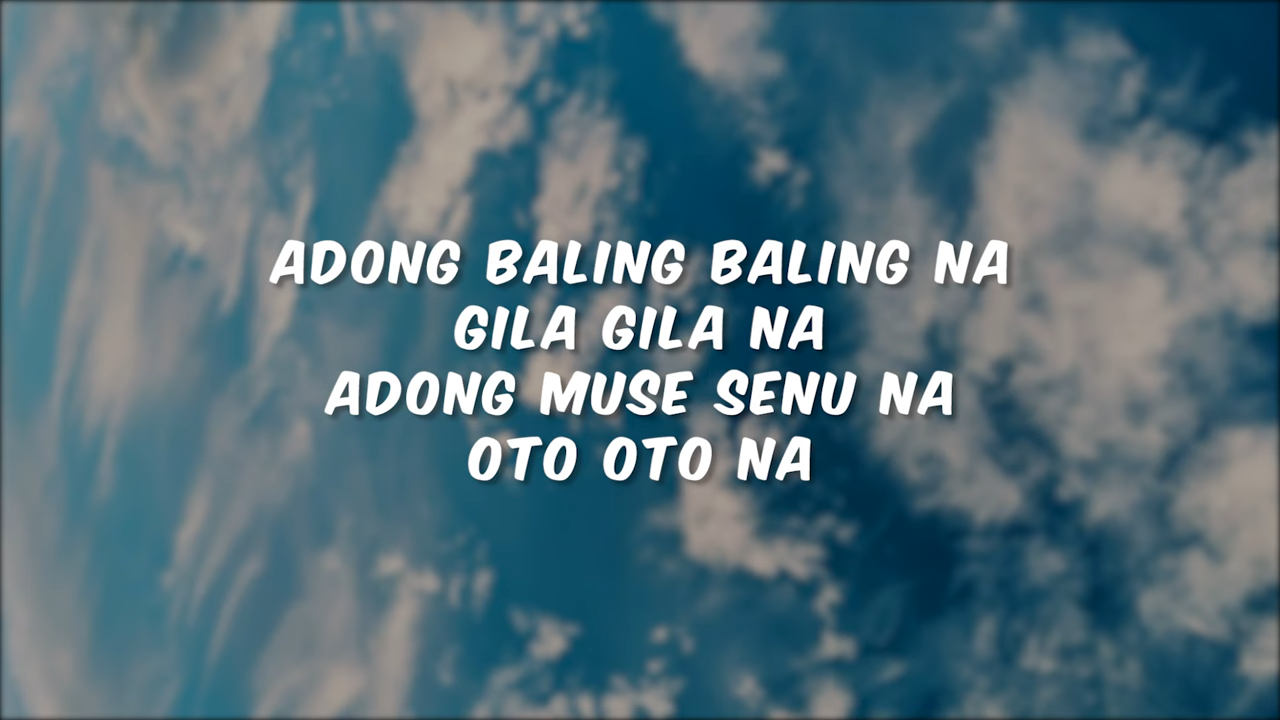 ADONG BALING BALING NA
GILA GILA NA
ADONG MUSE SENU NA
OTO OTO NA